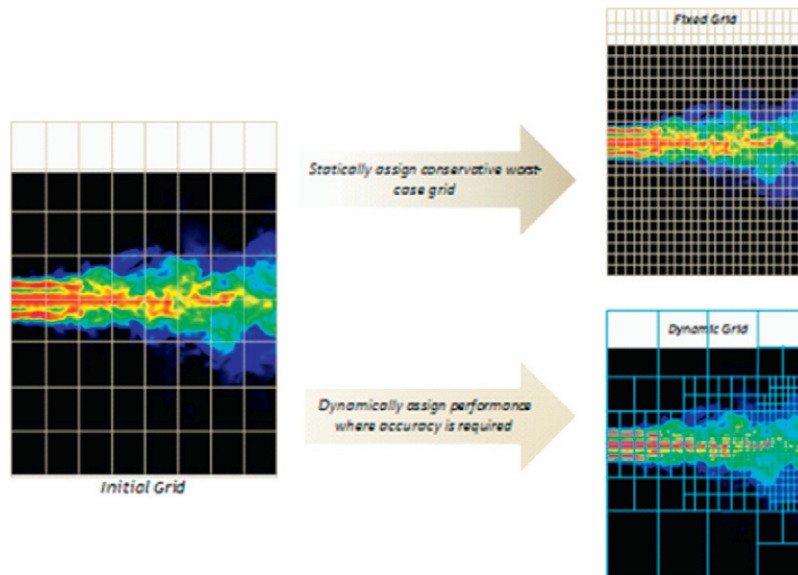 Fixed Grid
Statically assign conservative worst-
case grid
Dynamic Grid
Dynamically assign performance
where accuracy is required
Initial Grid